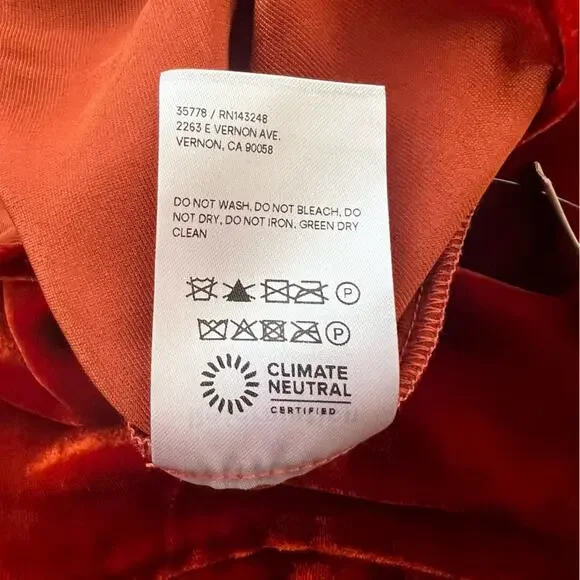 35778 / RN143248
2263 E VERNON AVE.
VERNON, CA 90058
DO NOT WASH, DO NOT BLEACH, DO
NOT DRY, DO NOT IRON, GREEN DRY
CLEAN
P
P
CLIMATE
NEUTRAL
CERTIFIED